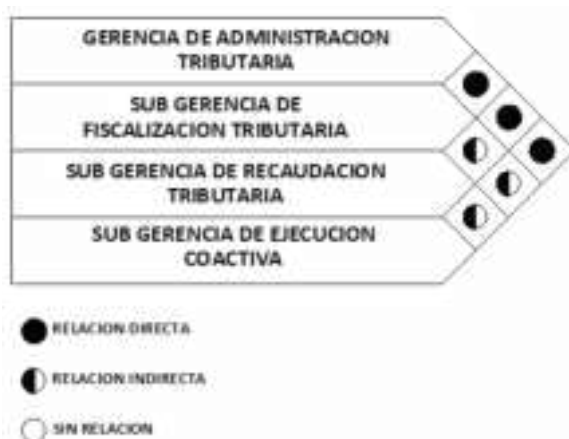 GERENCIA DE ADMINISTRACION
TRIBUTARIA
SUB GERENCIA DE
FISCALIZACION TRIBUTARIA
SUB GERENCIA DE RECAUDACION
TRIBUTARIA
SUB GERENCIA DE EJECUCION
COACTIVA
RELACION DIRECTA
RELACION INDIRECTA
SIN RELACION